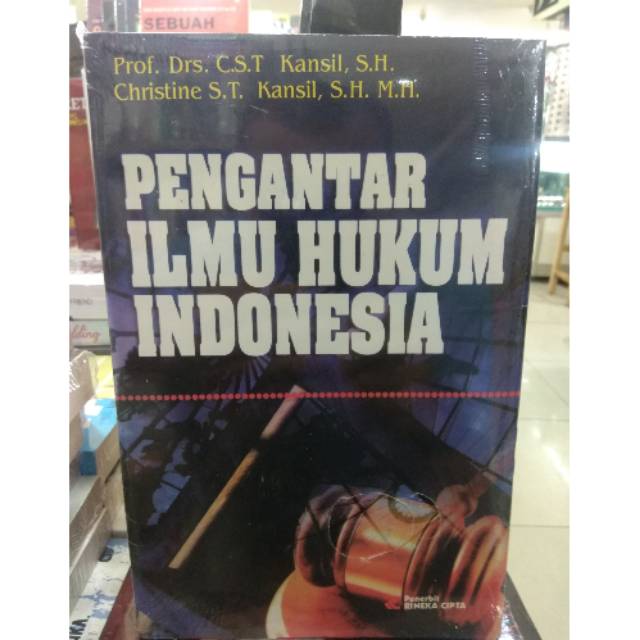 SEBUAH
Prof. Drs. C.S.T Kansil, S.H.
Christine S.T. Kansil, S.H. M.H.
PENGANTAR
ILMU HUKUM
INDONESIA
Penerbit
RINEKA CIPTA